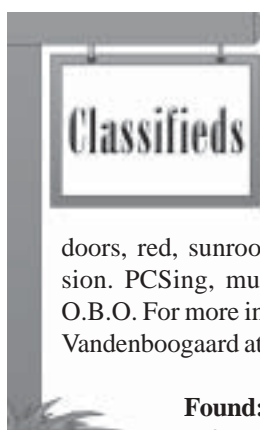 Classifieds
doors, red, sunroo
sion. PCSing, mu
O.B.O. For more in
Vandenboogaard at
Found: